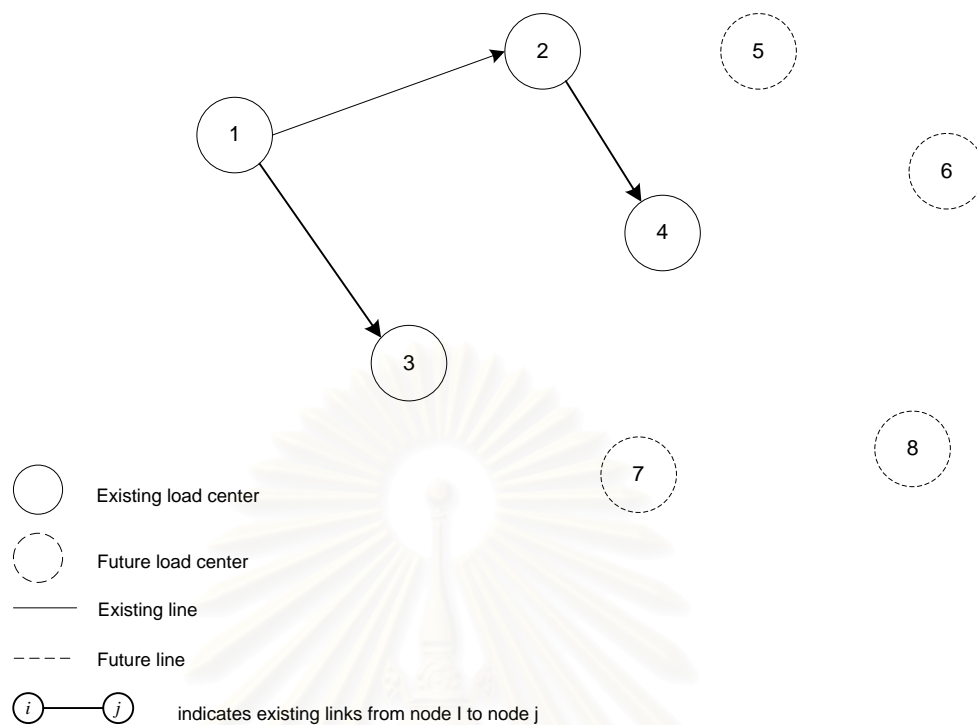 2
5
1
6
4
3
8
7
Existing load center
Future load center
Existing line
Future line
i j indicates existing links from node I to node j